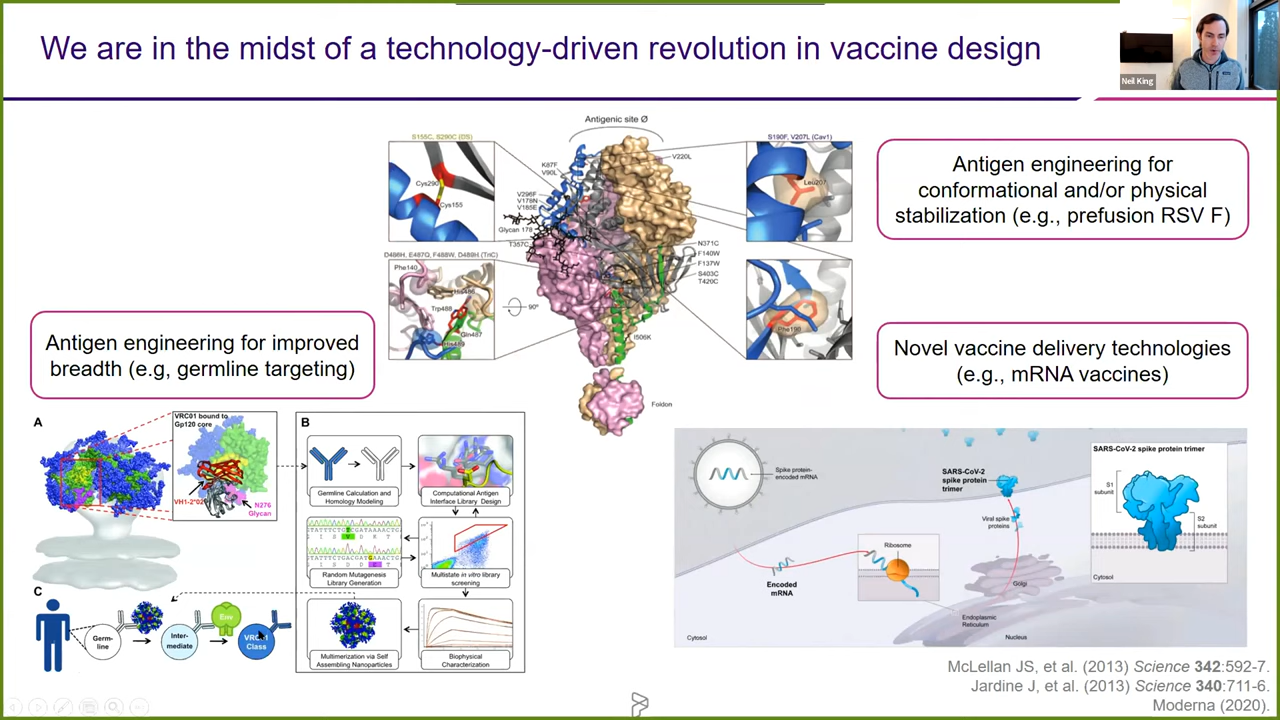 We are in the midst of a technology-driven revolution in vaccine design
Neil King
Antigenic site Ø
S155C, S290C (DS)
Cys290
Cys155
K87F
V90L
V220L
V296F
V178N
V185E
Glycan 179
T357C
S190F, V207L (Cav1)
Leu207
D486H, E487Q, F488W, D489H (TriC)
Phe140
His486
Trp488
Gln487
His489
90°
N371C
F140W
F137W
S403C
T420C
I506K
Phe190
Foldon
Antigen engineering for
conformational and/or physical
stabilization (e.g., prefusion RSV F)
Antigen engineering for improved
breadth (e.g, germline targeting)
Novel vaccine delivery technologies
(e.g., mRNA vaccines)
A
VRC01 bound to
Gp120 core
VH1-2*02
N276
Glycan
B
Germline Calculation and
Homology Modeling
Computational Antigen
Interface Library Design
Random Mutagenesis
Library Generation
Multistate in vitro library
screening
Multimerization via Self
Assembling Nanoparticles
Biophysical
Characterization
C
Germ-
line
Inter-
mediate
Env
VRC01
Class
Spike protein-
encoded mRNA
SARS-CoV-2
spike protein
trimer
Viral spike
proteins
Encoded
mRNA
Ribosome
Golgi
Endoplasmic
Reticulum
Nucleus
Cytosol
SARS-CoV-2 spike protein trimer
S1
subunit
S2
subunit
Cytosol
McLellan JS, et al. (2013) Science 342:592-7.
Jardine J, et al. (2013) Science 340:711-6.
Moderna (2020).